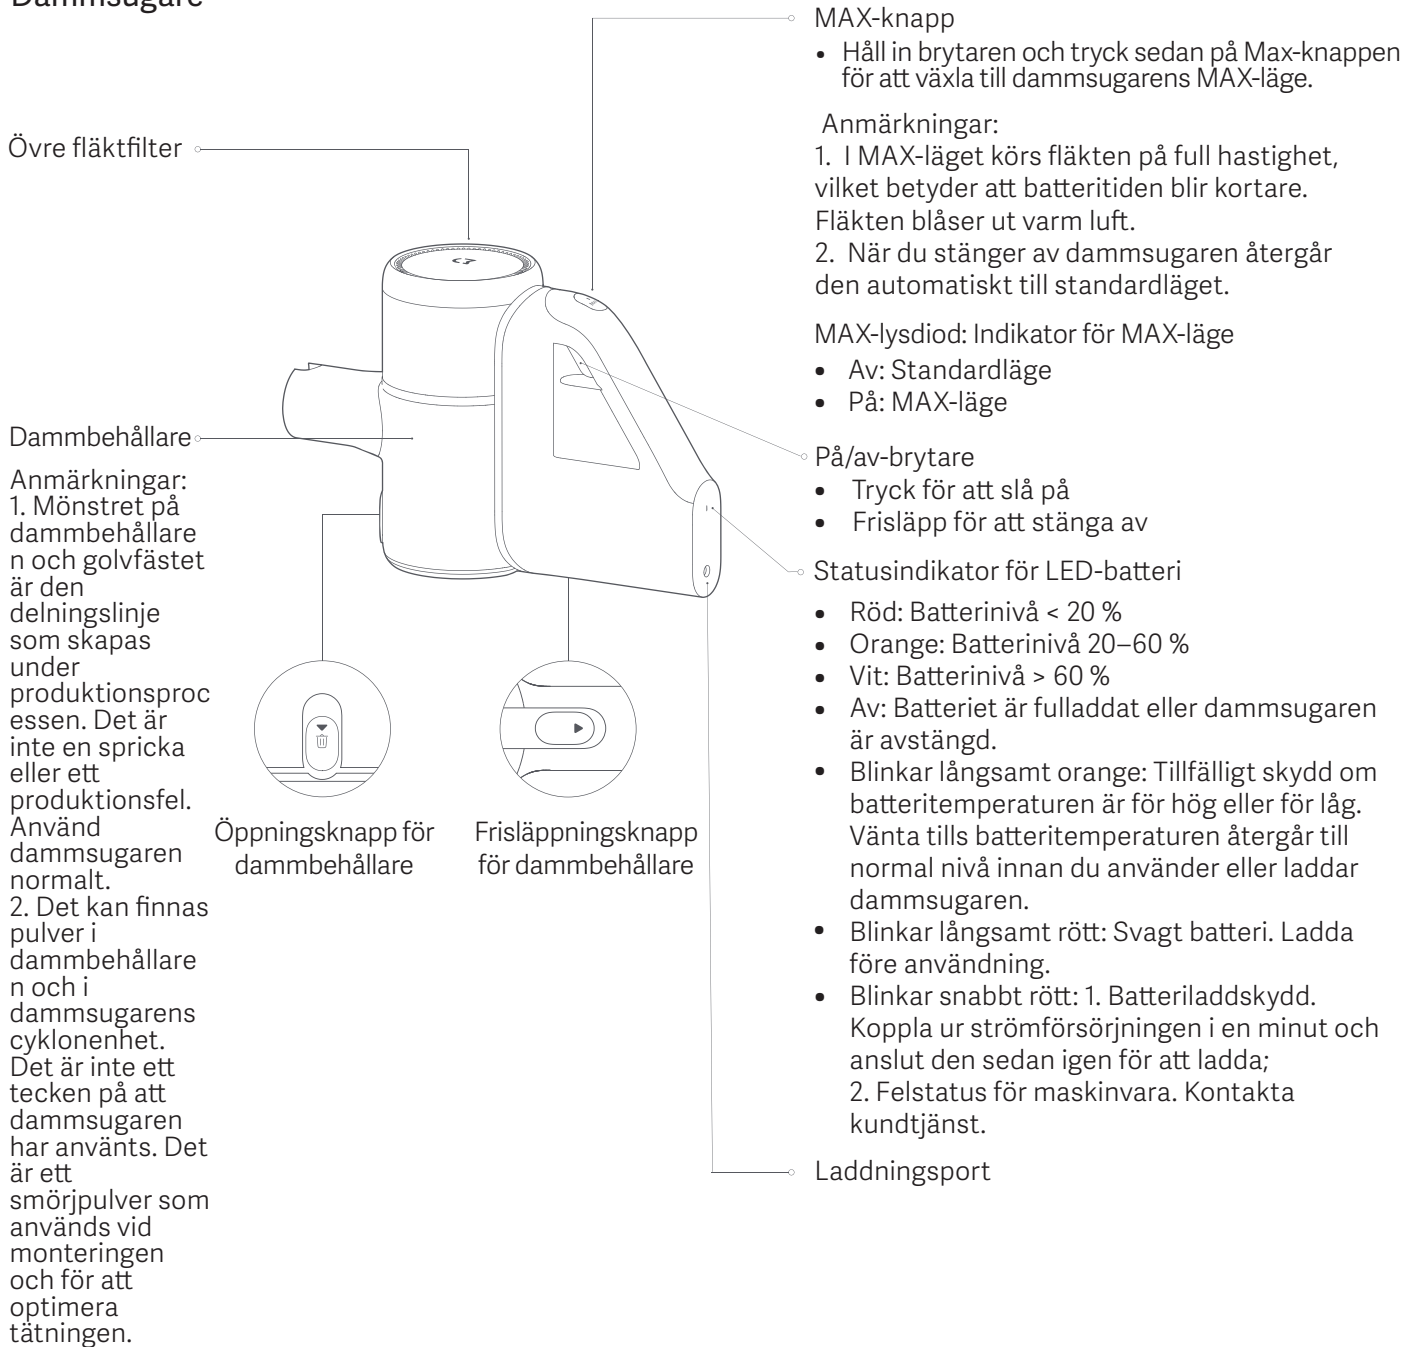 Dammsugare
Övre fläktfilter
Dammbehållare
Anmärkningar:
1. Mönstret på
dammbehållare
n och golvfästet
är den
delningslinje
som skapas
under
produktionsproc
essen. Det är
inte en spricka
eller ett
produktionsfel.
Använd
dammsugaren
normalt.
2. Det kan finnas
pulver i
dammbehållare
n och i
dammsugarens
cyklonenhet.
Det är inte ett
tecken på att
dammsugaren
har använts. Det
är ett
smörjpulver som
används vid
monteringen
och för att
optimera
tätningen.
Öppningsknapp för
dammbehållare
Frisläppningsknapp
för dammbehållare
MAX-knapp
• Håll in brytaren och tryck sedan på Max-knappen
för att växla till dammsugarens MAX-läge.
Anmärkningar:
1. I MAX-läget körs fläkten på full hastighet,
vilket betyder att batteritiden blir kortare.
Fläkten blåser ut varm luft.
2. När du stänger av dammsugaren återgår
den automatiskt till standardläget.
MAX-lysdiod: Indikator för MAX-läge
• Av: Standardläge
• På: MAX-läge
På/av-brytare
• Tryck för att slå på
• Frisläpp för att stänga av
Statusindikator för LED-batteri
• Röd: Batterinivå < 20 %
• Orange: Batterinivå 20–60 %
• Vit: Batterinivå > 60 %
• Av: Batteriet är fulladdat eller dammsugaren
är avstängd.
• Blinkar långsamt orange: Tillfälligt skydd om
batteritemperaturen är för hög eller för låg.
Vänta tills batteritemperaturen återgår till
normal nivå innan du använder eller laddar
dammsugaren.
• Blinkar långsamt rött: Svagt batteri. Ladda
före användning.
• Blinkar snabbt rött: 1. Batteriladdskydd.
Koppla ur strömförsörjningen i en minut och
anslut den sedan igen för att ladda;
2. Felstatus för maskinvara. Kontakta
kundtjänst.
Laddningsport